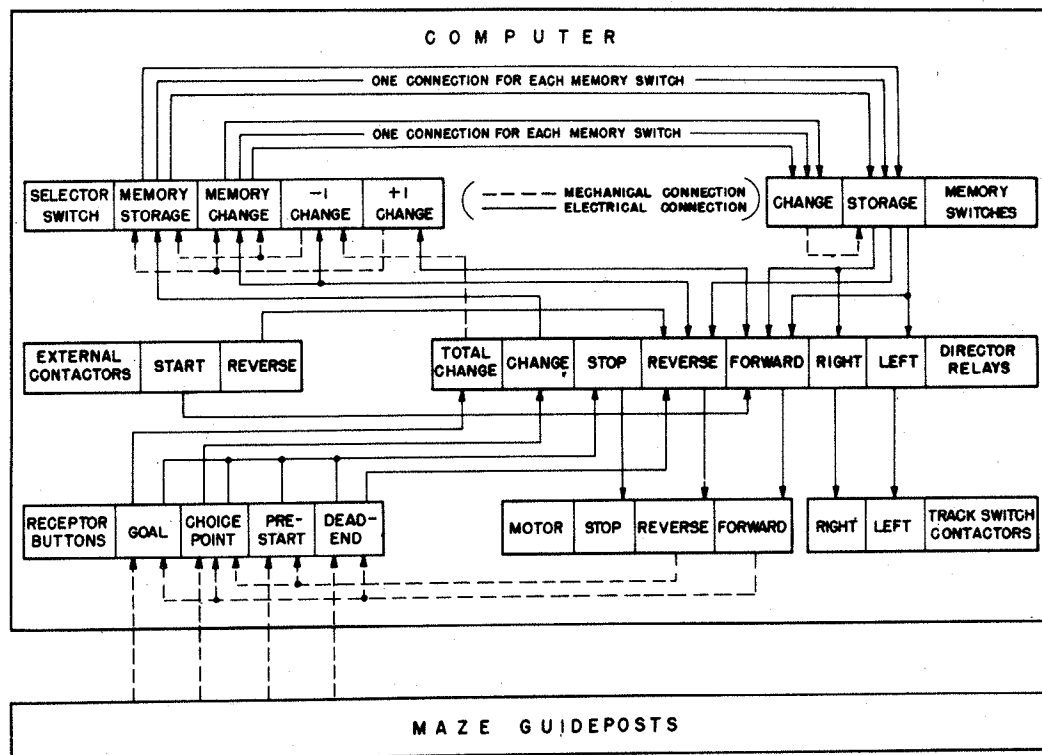 COMPUTER
ONE CONNECTION FOR EACH MEMORY SWITCH
ONE CONNECTION FOR EACH MEMORY SWITCH
SELECTOR
SWITCH
MEMORY
STORAGE
MEMORY
CHANGE
-1
CHANGE
+1
CHANGE
MECHANICAL CONNECTION
ELECTRICAL CONNECTION
CHANGE
STORAGE
MEMORY
SWITCHES
EXTERNAL
CONTACTORS
START
REVERSE
TOTAL
CHANGE
CHANGE
STOP
REVERSE
FORWARD
RIGHT
LEFT
DIRECTOR
RELAYS
RECEPTOR
BUTTONS
GOAL
CHOICE
POINT
PRE-
START
DEAD-
END
MOTOR
STOP
REVERSE
FORWARD
RIGHT
LEFT
TRACK SWITCH
CONTACTORS
MAZE GUIDEPOSTS